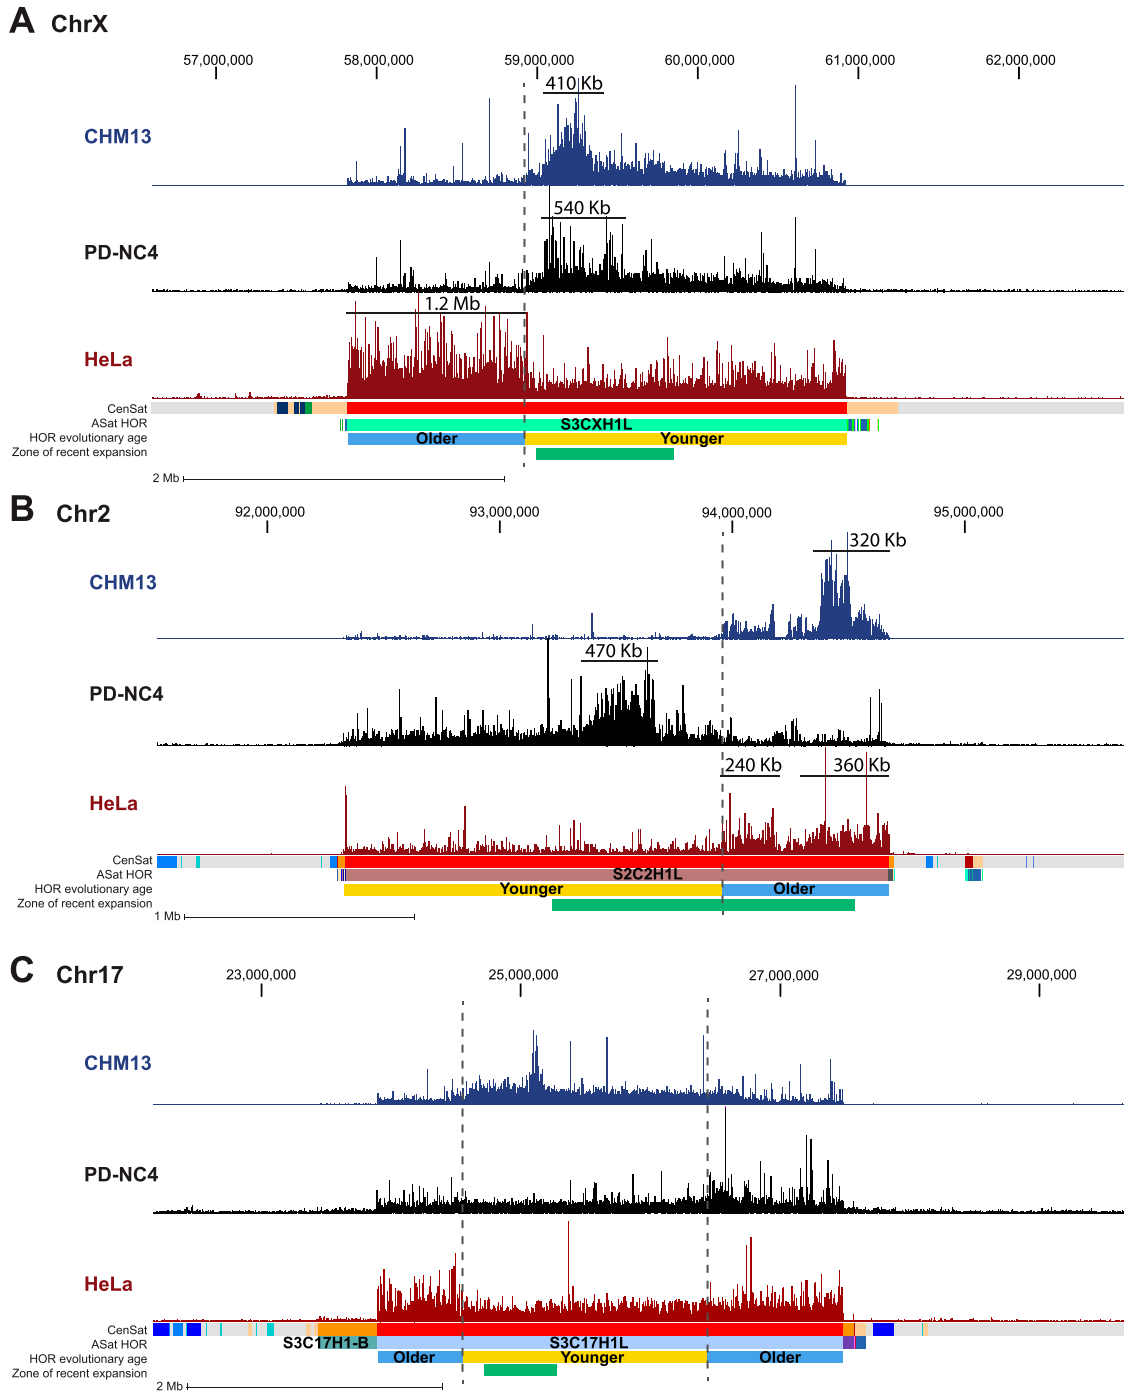 A ChrX
57,000,000 58,000,000 59,000,000 60,000,000 61,000,000 62,000,000
410 Kb
CHM13
540 Kb
PD-NC4
1.2 Mb
HeLa
CenSat
ASat HOR S3CXH1L
HOR evolutionary age Older Younger
Zone of recent expansion
2 Mb
B Chr2
92,000,000 93,000,000 94,000,000 95,000,000
320 Kb
CHM13
470 Kb
PD-NC4
240 Kb 360 Kb
HeLa
CenSat
ASat HOR S2C2H1L
HOR evolutionary age Younger Older
Zone of recent expansion
1 Mb
C Chr17
23,000,000 25,000,000 27,000,000 29,000,000
CHM13
PD-NC4
HeLa
CenSat
ASat HOR S3C17H1-B S3C17H1L
HOR evolutionary age Older Younger Older
Zone of recent expansion
2 Mb